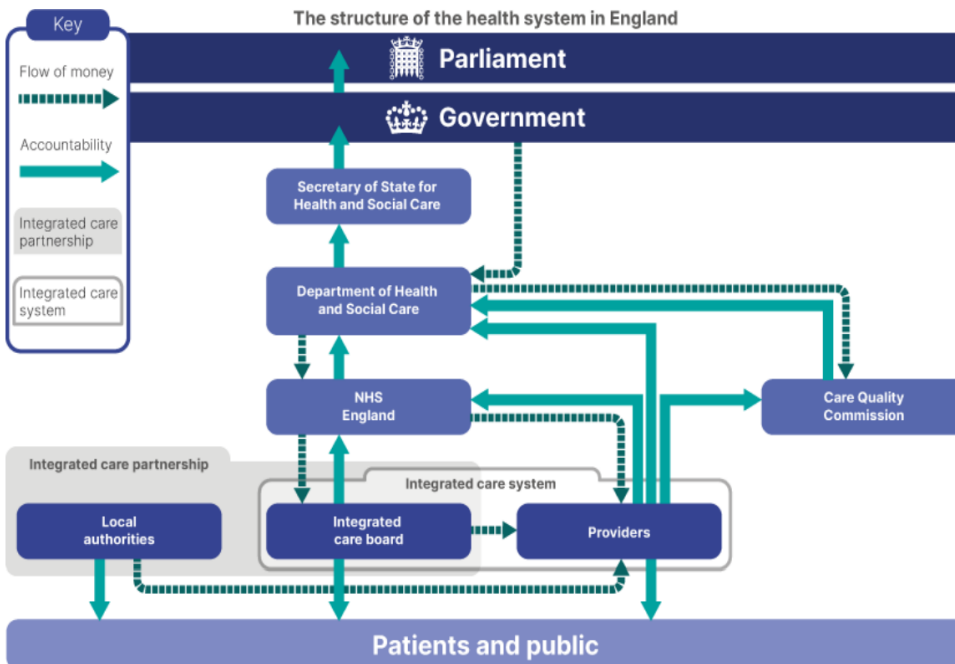 The structure of the health system in England
Key
Flow of money
Accountability
Integrated care
partnership
Integrated care
system
Parliament
Government
Secretary of State for
Health and Social Care
Department of Health
and Social Care
NHS
England
Care Quality
Commission
Integrated care partnership
Integrated care system
Local
authorities
Integrated
care board
Providers
Patients and public